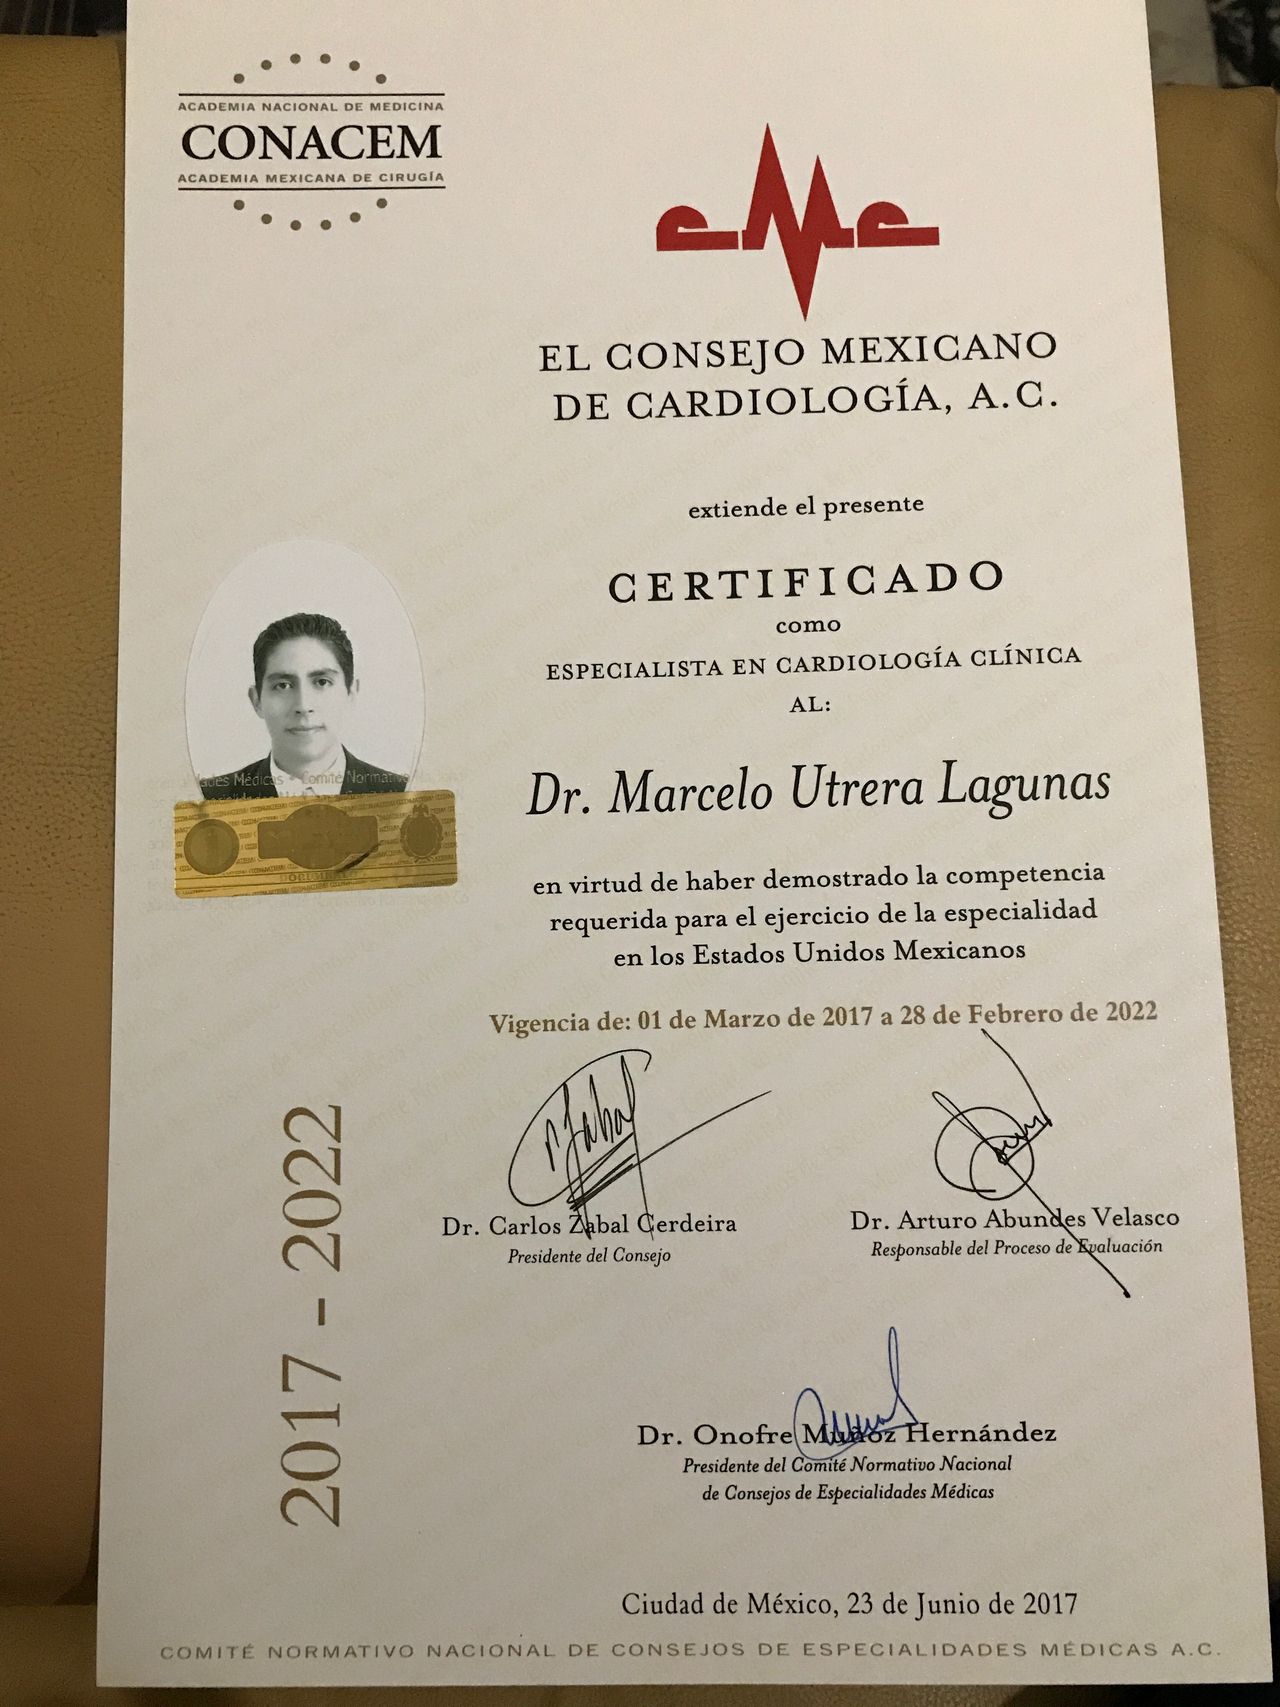 ACADEMIA NACIONAL DE MEDICINA
CONACEM
ACADEMIA MEXICANA DE CIRUGÍA
CMC
EL CONSEJO MEXICANO
DE CARDIOLOGÍA, A.C.
extiende el presente
CERTIFICADO
como
ESPECIALISTA EN CARDIOLOGÍA CLÍNICA
AL:
Dr. Marcelo Utrera Lagunas
en virtud de haber demostrado la competencia
requerida para el ejercicio de la especialidad
en los Estados Unidos Mexicanos
Vigencia de: 01 de Marzo de 2017 a 28 de Febrero de 2022
Dr. Carlos Zabal Cerdeira
Presidente del Consejo
Dr. Arturo Abundes Velasco
Responsable del Proceso de Evaluación
2017 - 2022
Dr. Onofre Muñoz Hernández
Presidente del Comité Normativo Nacional
de Consejos de Especialidades Médicas
Ciudad de México, 23 de Junio de 2017
COMITÉ NORMATIVO NACIONAL DE CONSEJOS DE ESPECIALIDADES MÉDICAS A.C.